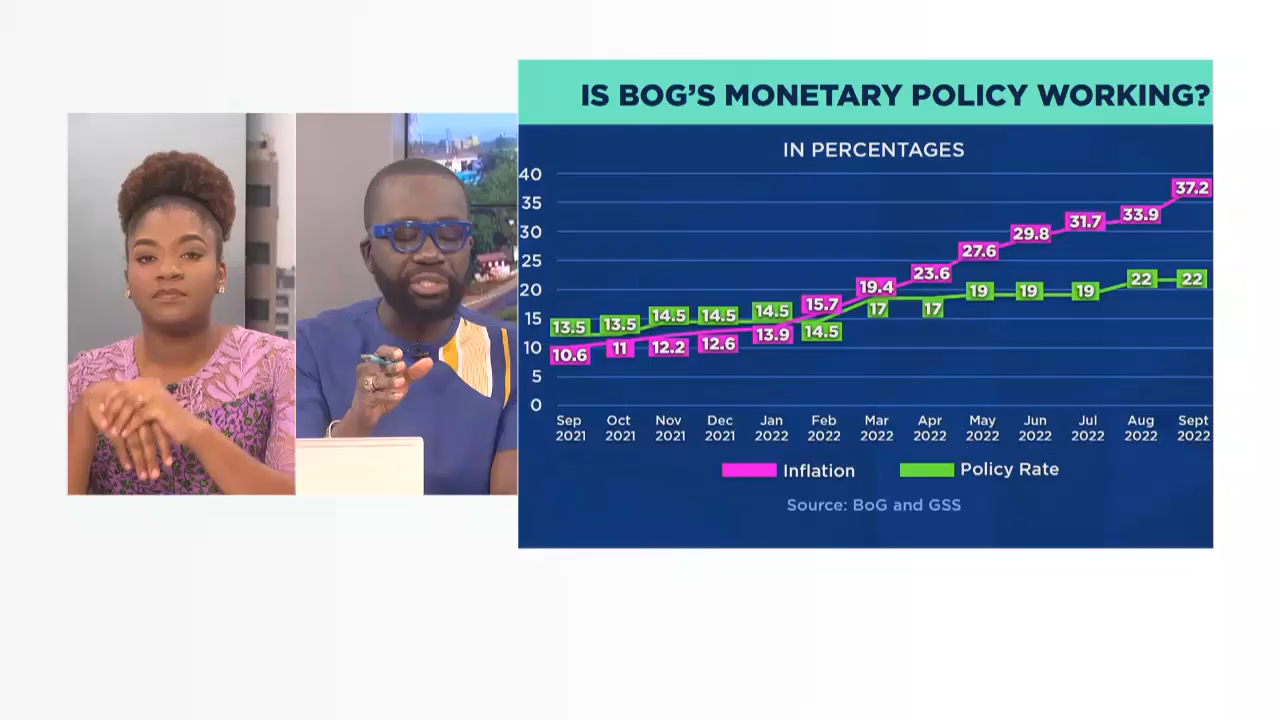 IS BOG'S MONETARY POLICY WORKING?
IN PERCENTAGES
40
35
30
25
20
15
10
5
0
13.5 13.5 14.5 14.5 14.5 15.7 19.4 23.6 27.6 29.8 31.7 33.9 37.2
10.6 11 12.2 12.6 13.9 14.5 17 17 19 19 19 22 22
Sep Oct Nov Dec Jan Feb Mar Apr May Jun Jul Aug Sept
2021 2021 2021 2021 2022 2022 2022 2022 2022 2022 2022 2022 2022
Inflation Policy Rate
Source: BoG and GSS